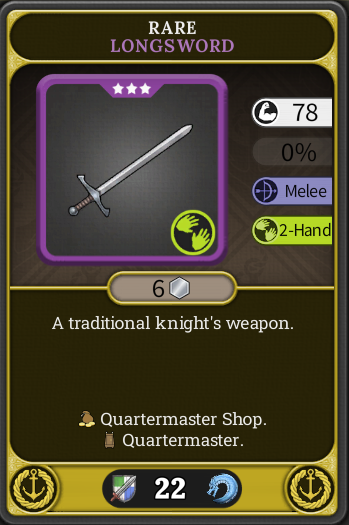 RARE
LONGSWORD
78
0%
Melee
2-Hand
6
A traditional knight's weapon.
Quartermaster Shop.
Quartermaster.
22